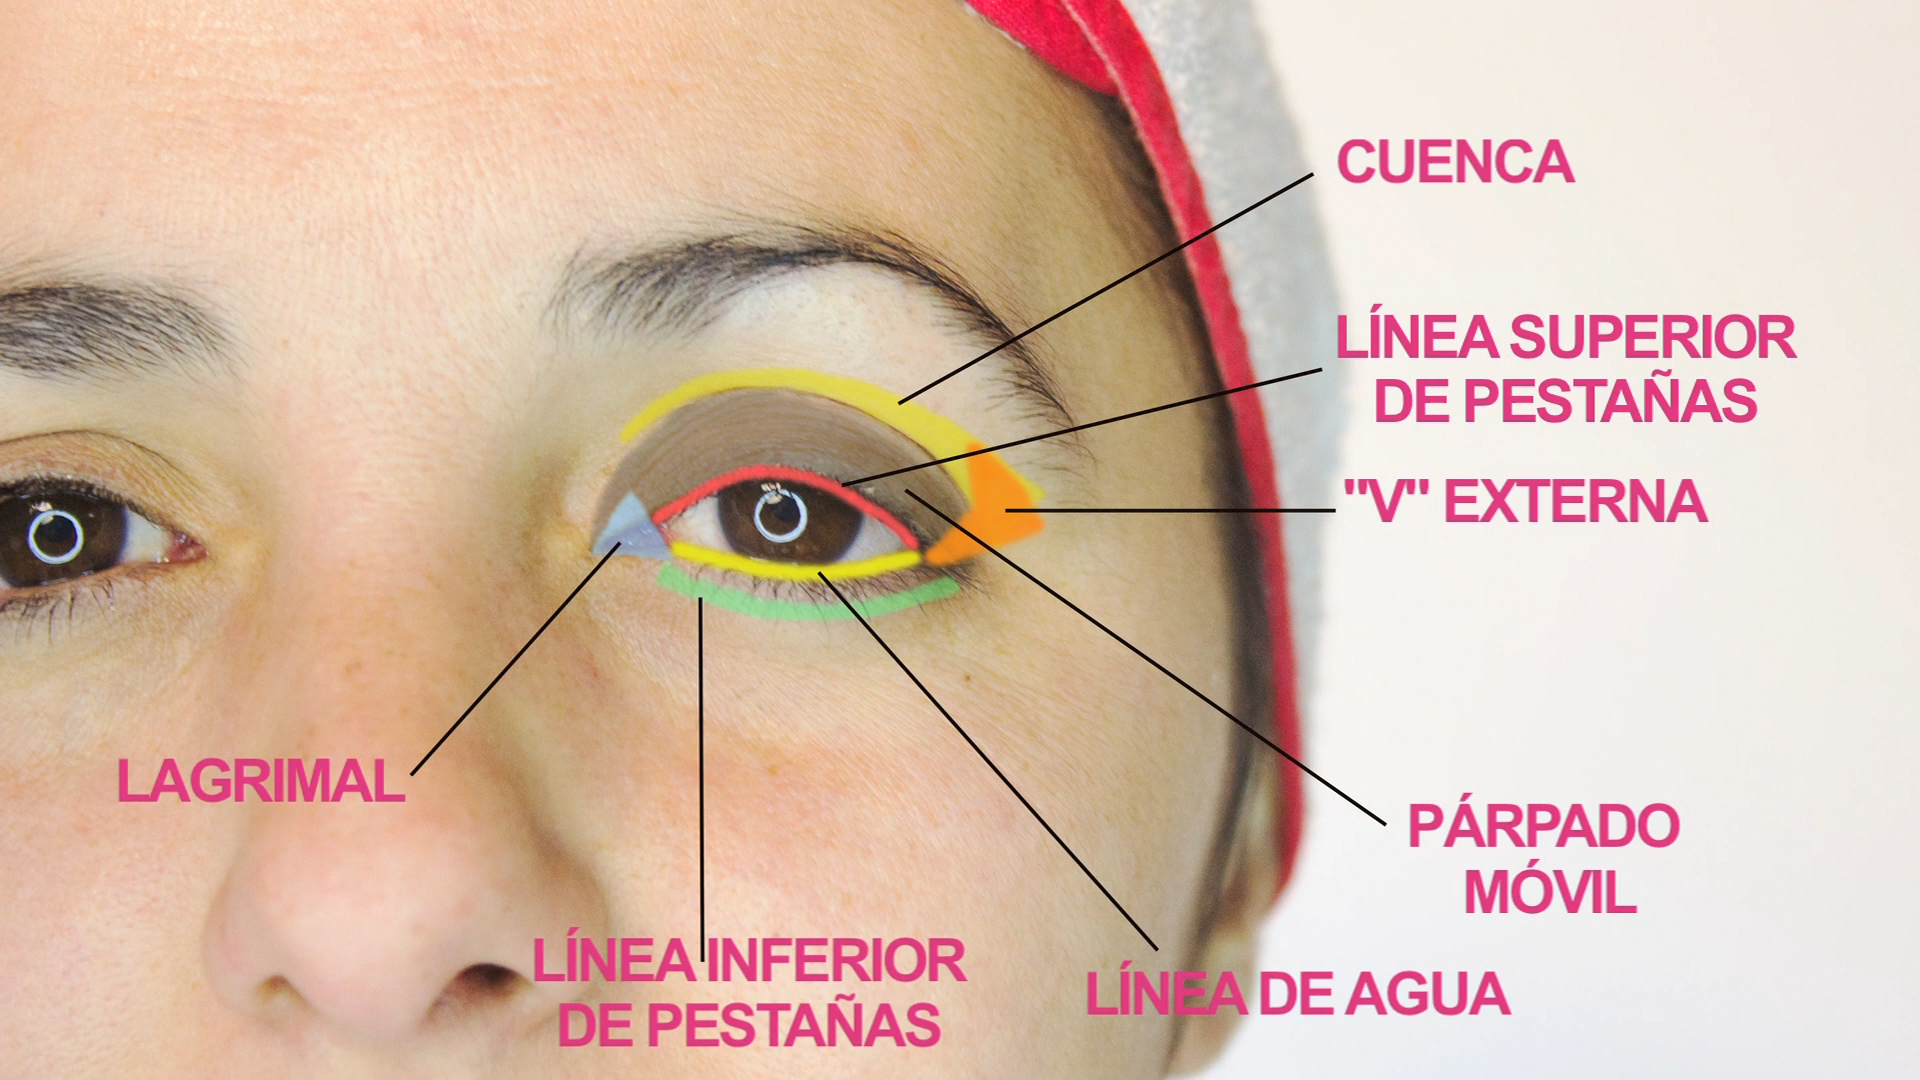 CUENCA
LÍNEA SUPERIOR
DE PESTAÑAS
"V" EXTERNA
LAGRIMAL
PÁRPADO
MÓVIL
LÍNEA INFERIOR
DE PESTAÑAS
LÍNEA DE AGUA